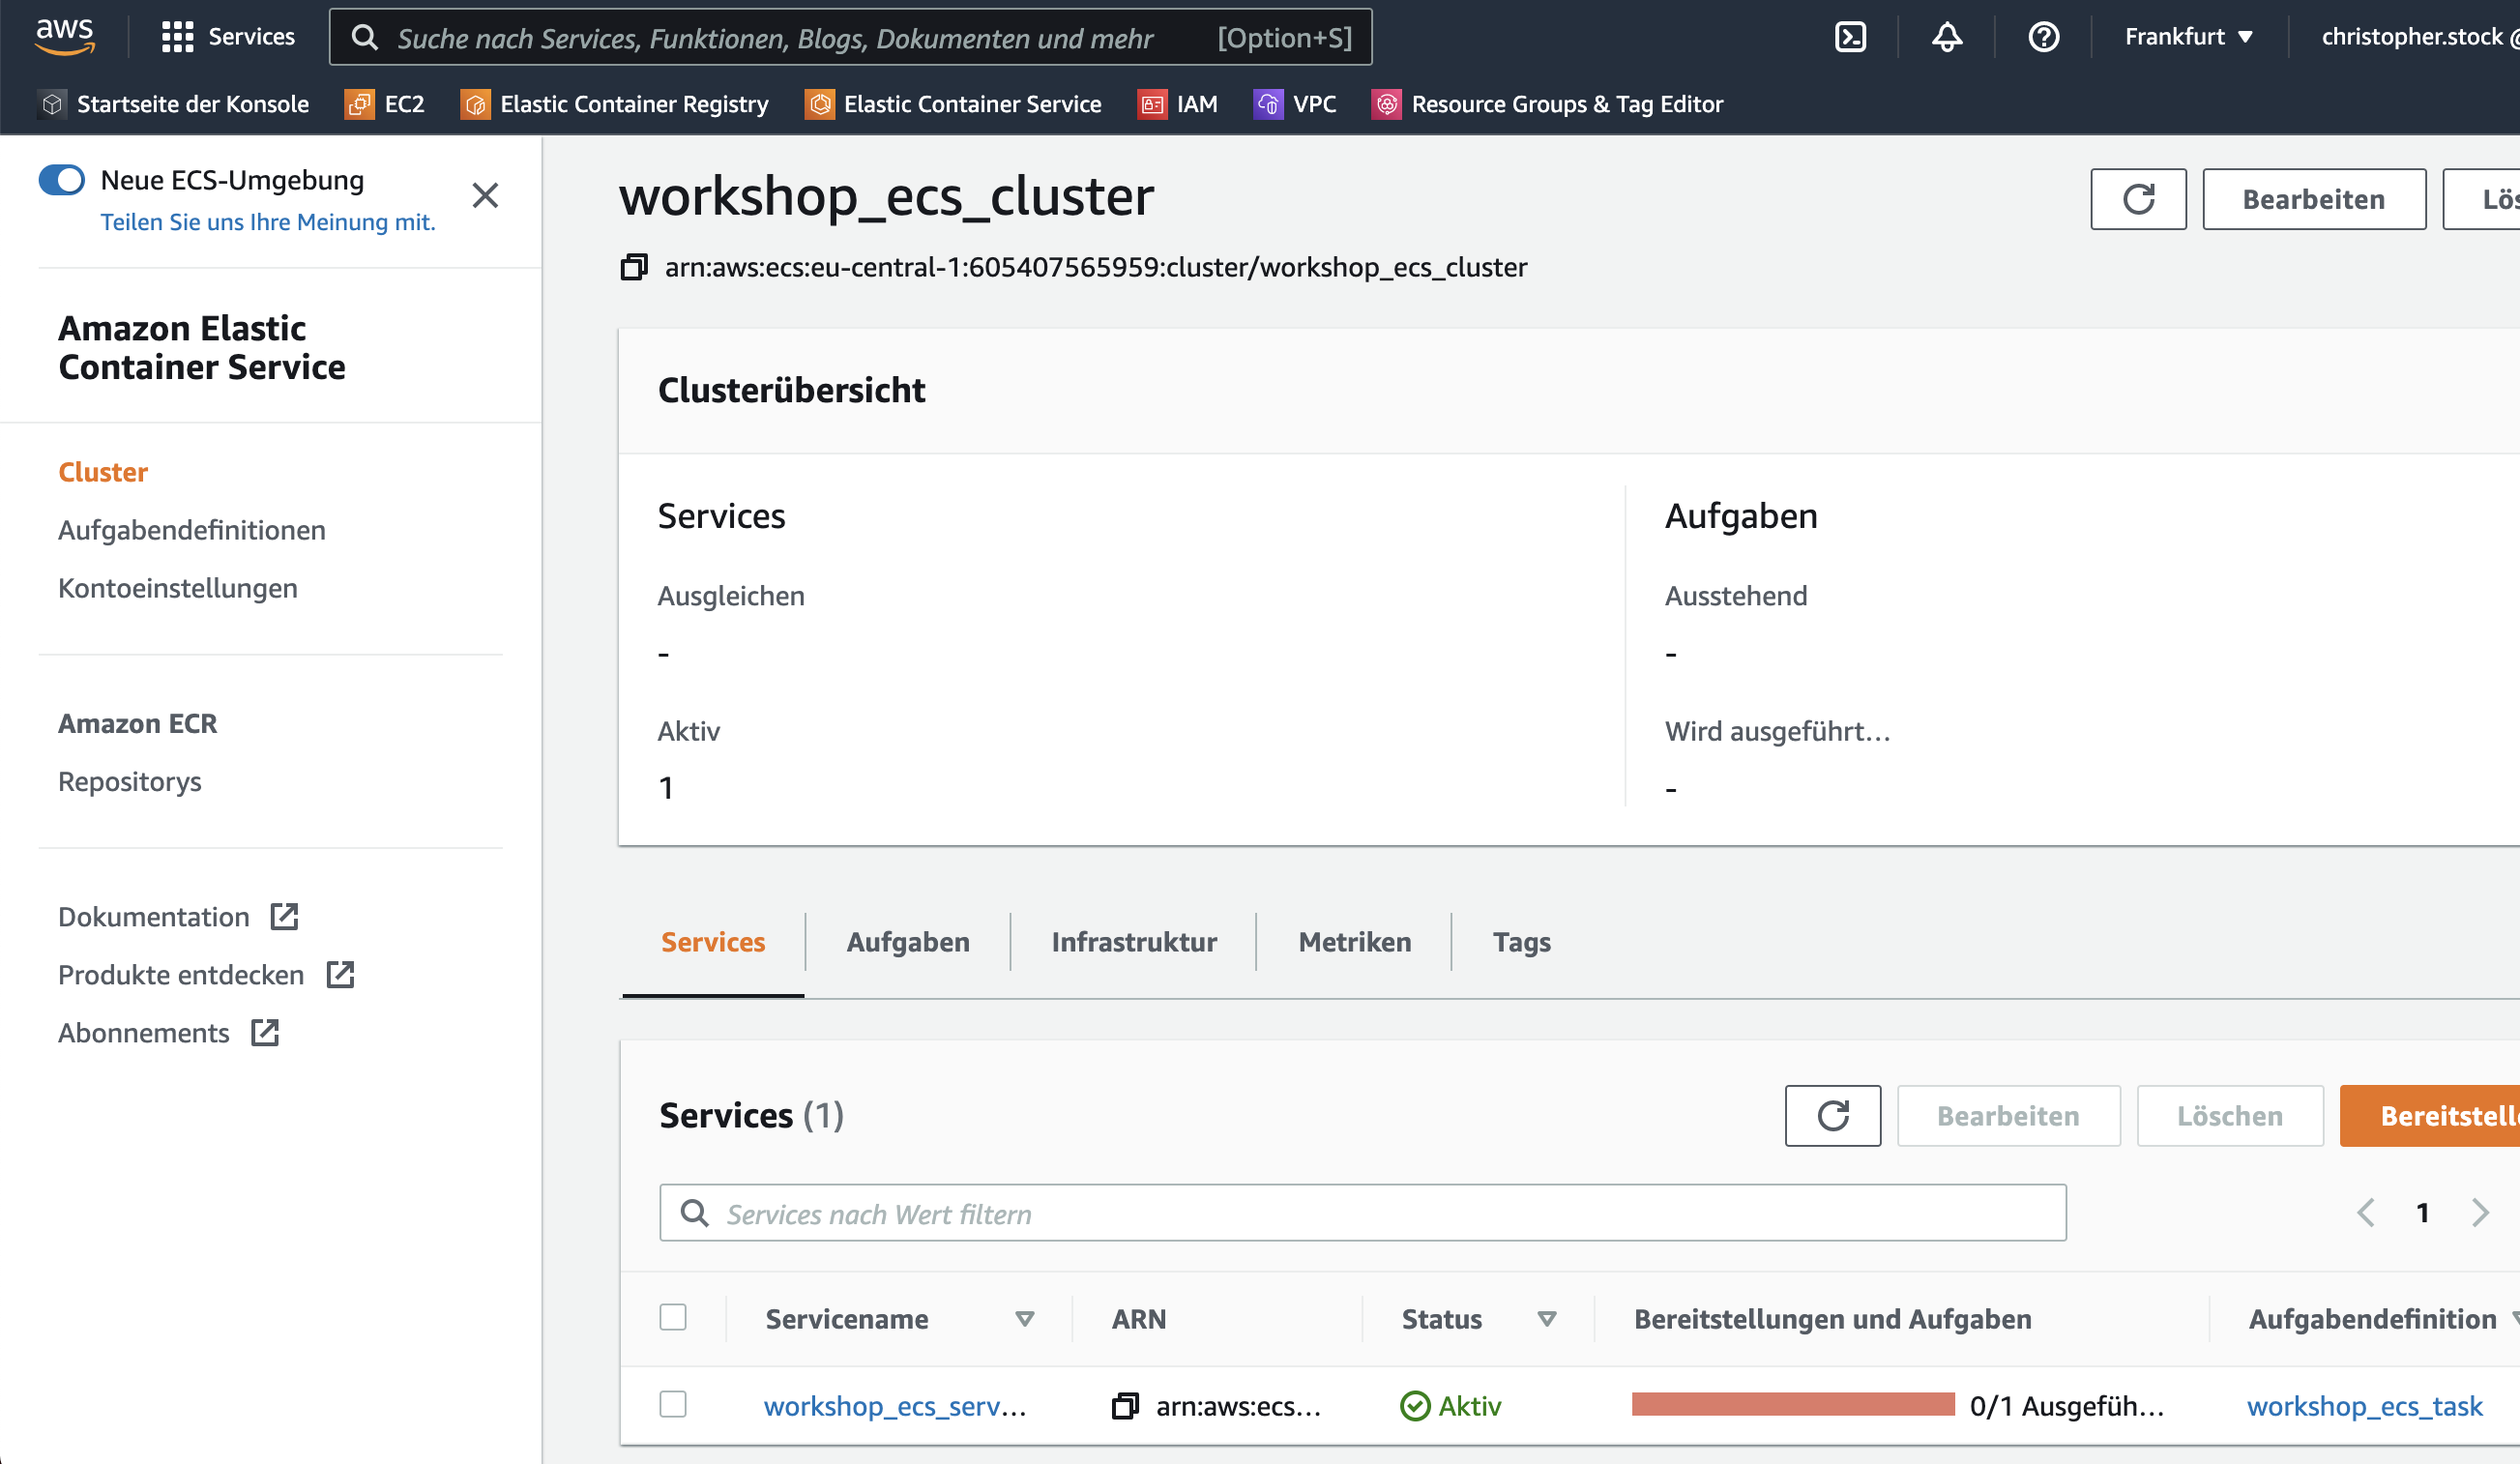 aws
Services
Suche nach Services, Funktionen, Blogs, Dokumenten und mehr [Option+S]
Frankfurt
christopher.stock @
Startseite der Konsole
EC2
Elastic Container Registry
Elastic Container Service
IAM
VPC
Resource Groups & Tag Editor
Neue ECS-Umgebung
Teilen Sie uns Ihre Meinung mit.
Amazon Elastic
Container Service
Cluster
Aufgabendefinitionen
Kontoeinstellungen
Amazon ECR
Repositorys
Dokumentation
Produkte entdecken
Abonnements
workshop_ecs_cluster
Bearbeiten
Lös
arn:aws:ecs:eu-central-1:605407565959:cluster/workshop_ecs_cluster
Clusterübersicht
Services
Ausgleichen
-
Aktiv
1
Aufgaben
Ausstehend
-
Wird ausgeführt...
-
Services
Aufgaben
Infrastruktur
Metriken
Tags
Services (1)
Bearbeiten
Löschen
Bereitstelle
Services nach Wert filtern
1
Servicename
ARN
Status
Bereitstellungen und Aufgaben
Aufgabendefinition
workshop_ecs_serv...
arn:aws:ecs...
Aktiv
0/1 Ausgefüh...
workshop_ecs_task